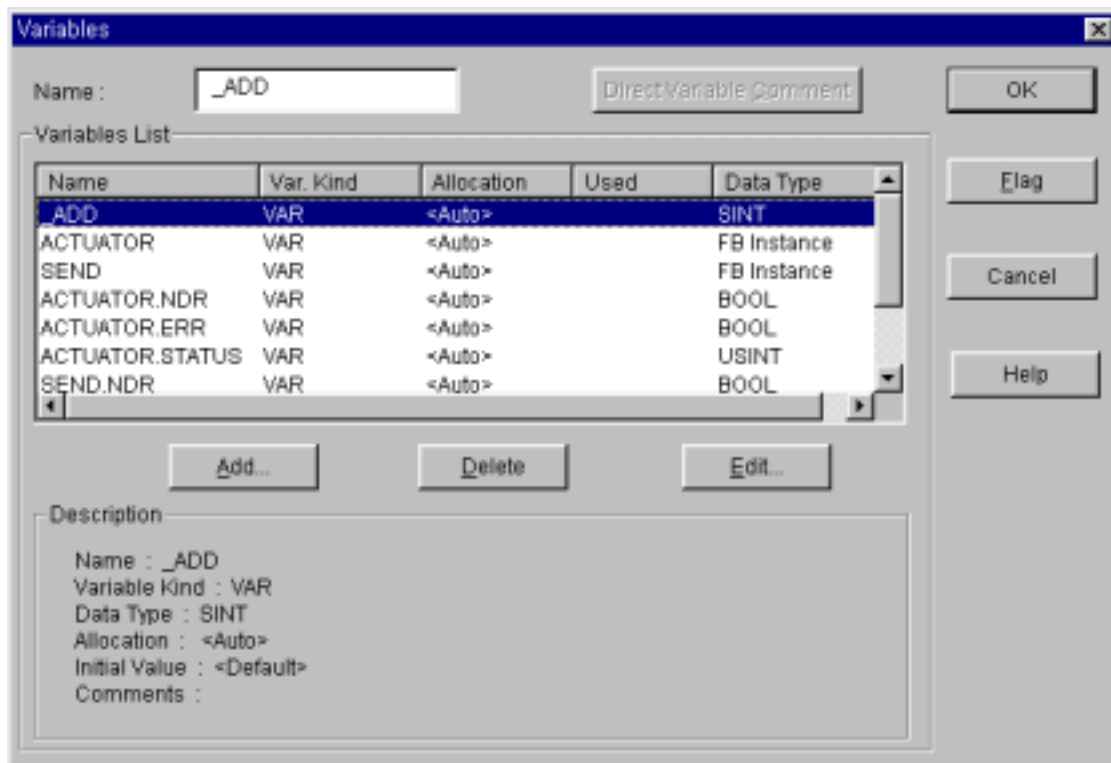 Variables
Name : _ADD Direct Variable Comment OK
Variables List
Name Var. Kind Allocation Used Data Type
Flag
_ADD VAR <Auto> SINT
ACTUATOR VAR <Auto> FB Instance
SEND VAR <Auto> FB Instance
Cancel
ACTUATOR.NDR VAR <Auto> BOOL
ACTUATOR.ERR VAR <Auto> BOOL
ACTUATOR.STATUS VAR <Auto> USINT
SEND.NDR VAR <Auto> BOOL
Help
Add... Delete Edit...
Description
Name : _ADD
Variable Kind : VAR
Data Type : SINT
Allocation : <Auto>
Initial Value : <Default>
Comments :